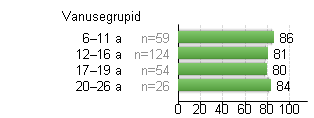 Vanusegrupid
6–11 a n=59 86
12–16 a n=124 81
17–19 a n=54 80
20–26 a n=26 84
0 20 40 60 80 100